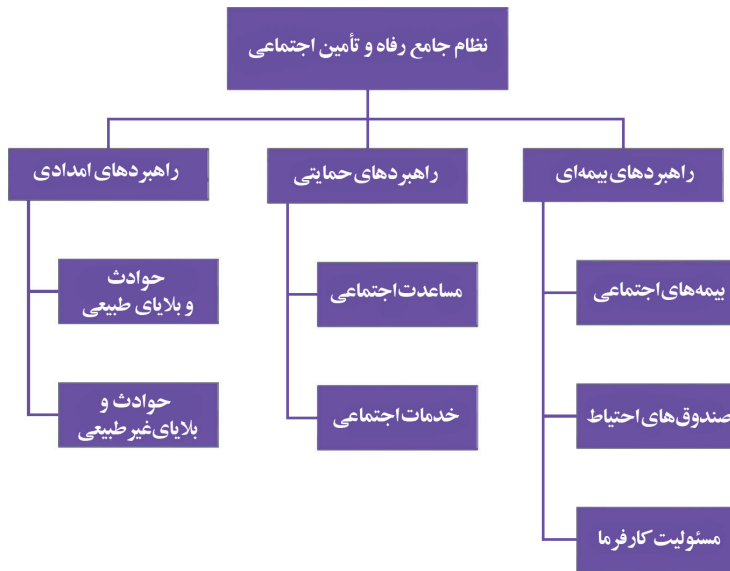 نظام جامع رفاه و تأمین اجتماعی
راهبردهای بیمه‌ای
راهبردهای حمایتی
راهبردهای امدادی
بیمه‌های اجتماعی
صندوق‌های احتیاط
مسئولیت کارفرما
مساعدت اجتماعی
خدمات اجتماعی
حوادث
و بلایای طبیعی
حوادث و
بلایای غیر طبیعی